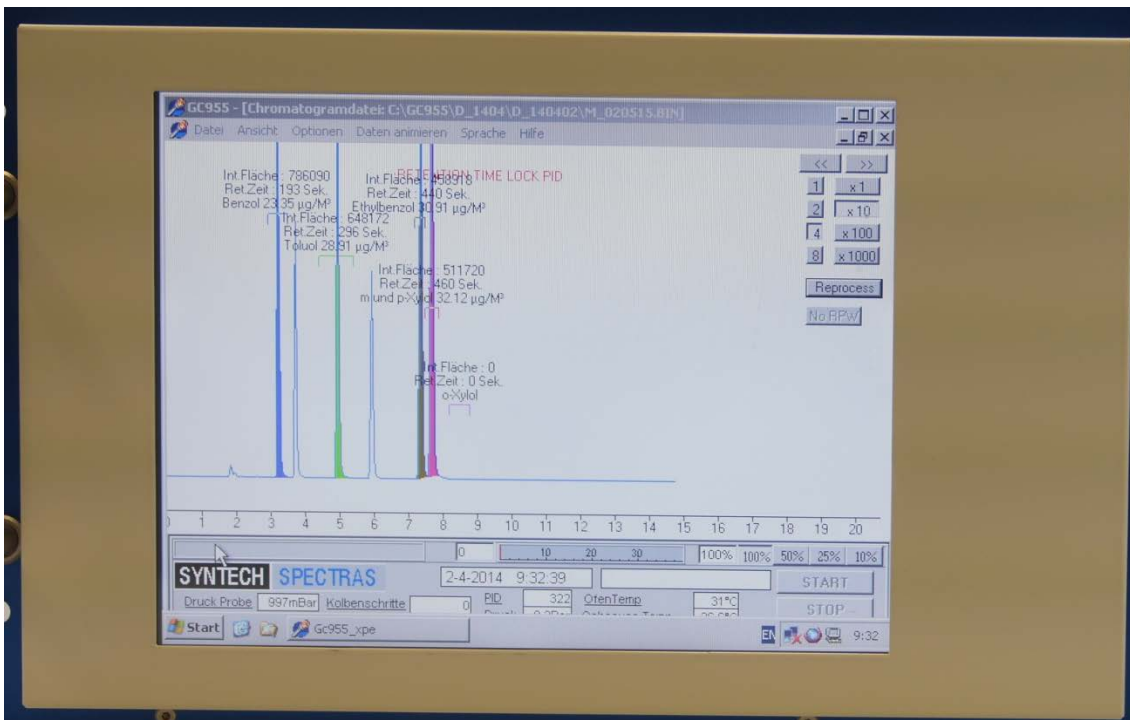 GC955 - [Chromatogramdatei: C:\GC955\D_1404\D_140402\M_020515.BIN]
Datei Ansicht Optionen Daten animieren Sprache Hilfe
<< >>
RETENTION TIME LOCK PID
Int.Fläche : 786090
Ret.Zeit : 193 Sek.
Benzol 23.35 µg/M³
Int.Fläche : 458918
Ret.Zeit : 440 Sek.
Ethylbenzol 30.91 µg/M³
Int.Fläche : 648172
Ret.Zeit : 296 Sek.
Toluol 28.91 µg/M³
Int.Fläche : 511720
Ret.Zeit : 460 Sek.
m und p-Xylol 32.12 µg/M³
Int.Fläche : 0
Ret.Zeit : 0 Sek.
o-Xylol
1 x 1
2 x 10
4 x 100
8 x 1000
Reprocess
No RPW
0 1 2 3 4 5 6 7 8 9 10 11 12 13 14 15 16 17 18 19 20
0 10 20 30 100% 100% 50% 25% 10%
SYNTECH SPECTRAS 2-4-2014 9:32:39 START
Druck Probe 997mBar Kolbenschritte 0 PID 322 OfenTemp 31°C STOP
Start Gc955_xpe EN 9:32